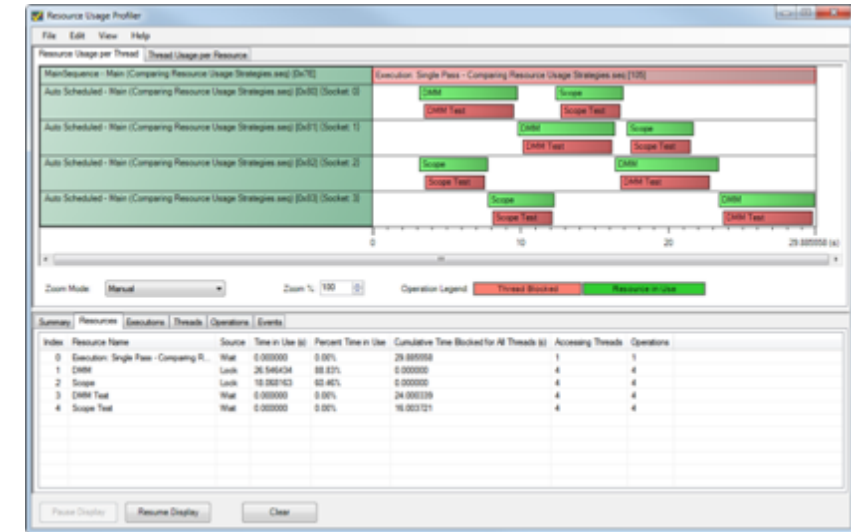 Resource Usage Profiler
File Edit View Help
Resource Usage per Thread Thread Usage per Resource
MainSequence - Main (Comparing Resource Usage Strategies.seq) [0x78] Execution: Single Pass - Comparing Resource Usage Strategies.seq [105]
Auto Scheduled - Main (Comparing Resource Usage Strategies.seq) [0x80] (Socket: 0) DMM Scope
DMM Test Scope Test
Auto Scheduled - Main (Comparing Resource Usage Strategies.seq) [0x81] (Socket: 1) DMM Scope
DMM Test Scope Test
Auto Scheduled - Main (Comparing Resource Usage Strategies.seq) [0x82] (Socket: 2) Scope DMM
Scope Test DMM Test
Auto Scheduled - Main (Comparing Resource Usage Strategies.seq) [0x83] (Socket: 3) Scope DMM
Scope Test DMM Test
0 10 20 29.885058 (s)
Zoom Mode: Manual Zoom % 100 Operation Legend Thread Blocked Resource in Use
Summary Resources Executions Threads Operations Events
Index Resource Name Source Time in Use (s) Percent Time in Use Cumulative Time Blocked for All Threads (s) Accessing Threads Operations
0 Execution: Single Pass - Comparing R... Wait 0.000000 0.00% 29.885058 1 1
1 DMM Lock 26.546434 88.83% 0.000000 4 4
2 Scope Lock 18.068163 60.46% 0.000000 4 4
3 DMM Test Wait 0.000000 0.00% 24.000339 4 4
4 Scope Test Wait 0.000000 0.00% 16.003721 4 4
Pause Display Resume Display Clear